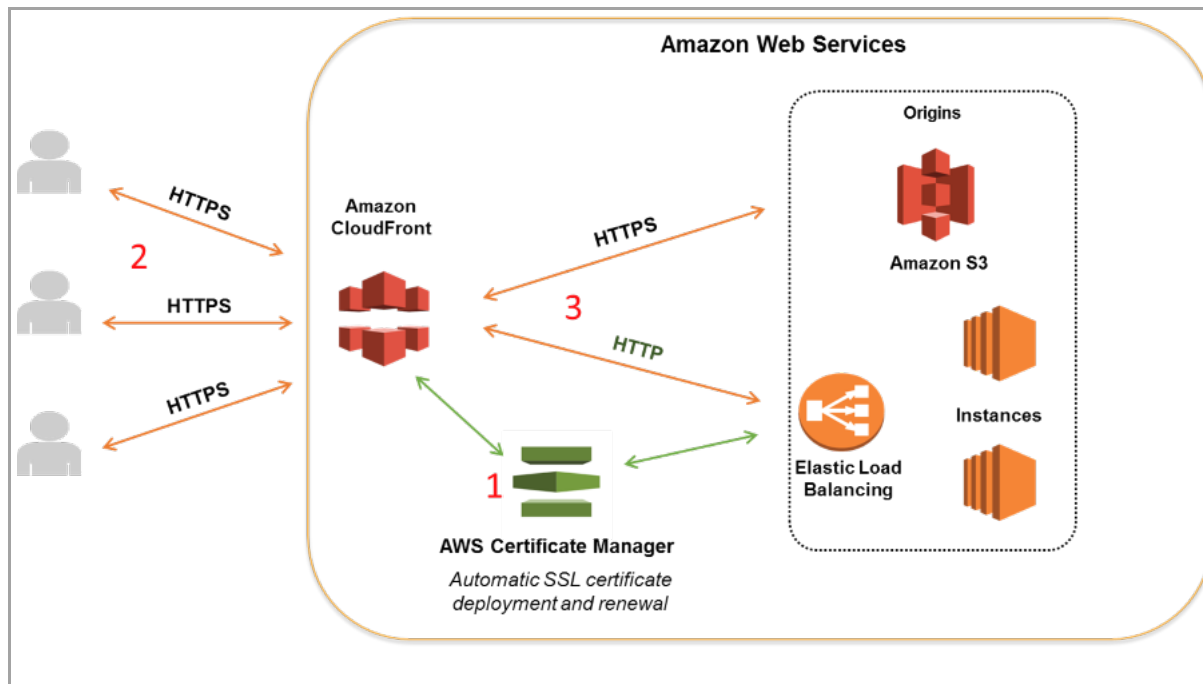 Amazon Web Services
Origins
Amazon S3
Instances
Elastic Load
Balancing
Amazon
CloudFront
HTTPS
2
HTTPS
HTTPS
HTTPS
3
HTTP
1
AWS Certificate Manager
Automatic SSL certificate
deployment and renewal